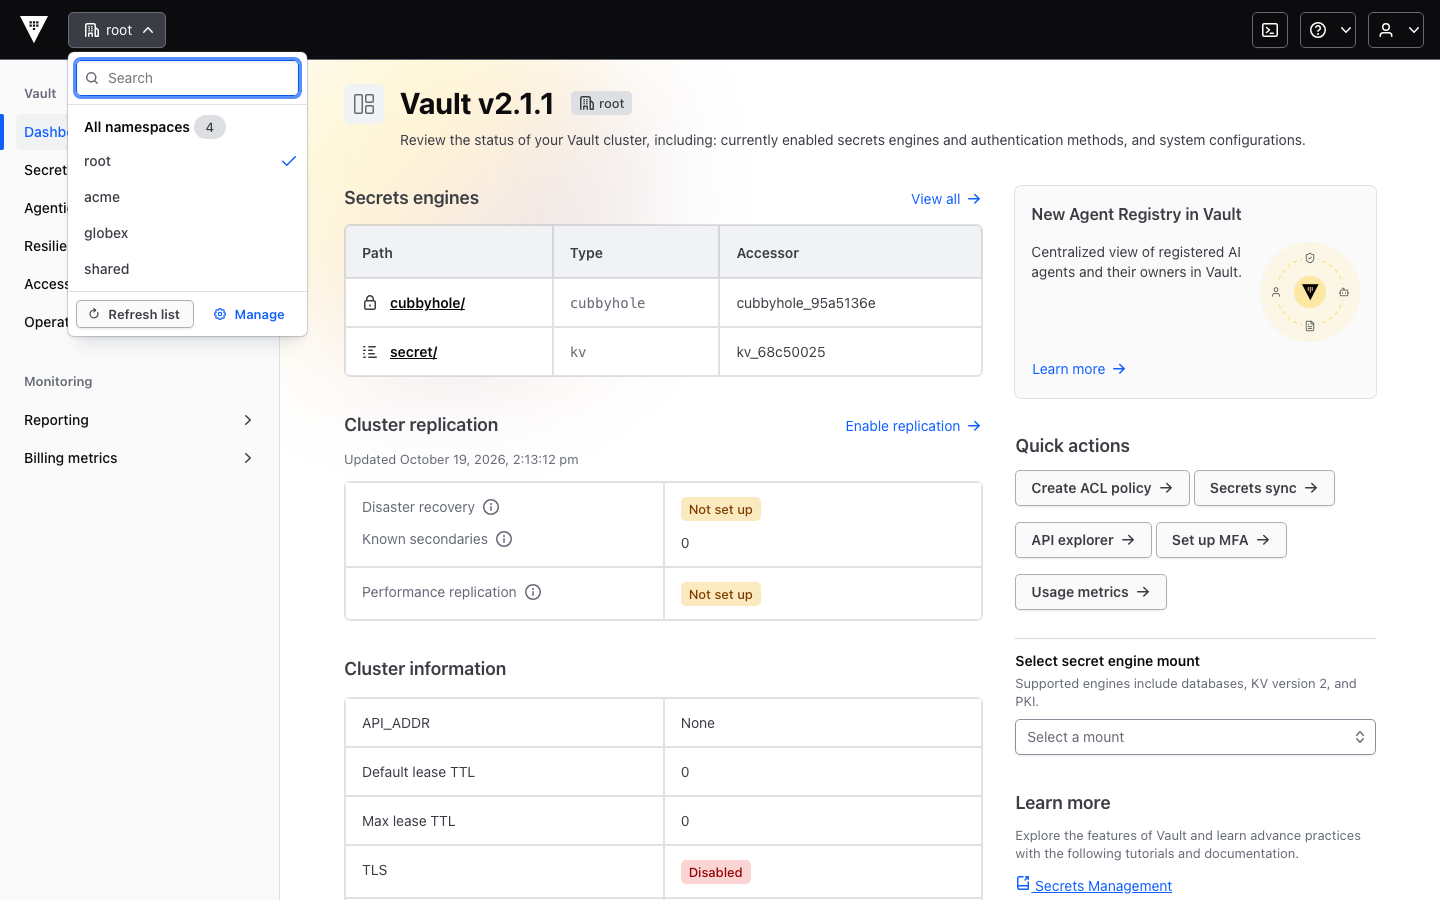 root
Search
All namespaces 4
root
acme
globex
shared
Refresh list
Manage
Vault
Reporting
Billing metrics
Monitoring
Vault v2.1.1
root
Review the status of your Vault cluster, including: currently enabled secrets engines and authentication methods, and system configurations.
Secrets engines
View all
Path Type Accessor
cubbyhole/ cubbyhole cubbyhole_95a5136e
secret/ kv kv_68c50025
Cluster replication
Enable replication
Updated October 19, 2026, 2:13:12 pm
Disaster recovery Not set up
Known secondaries 0
Performance replication Not set up
Cluster information
API_ADDR None
Default lease TTL 0
Max lease TTL 0
TLS Disabled
New Agent Registry in Vault
Centralized view of registered AI
agents and their owners in Vault.
Learn more
Quick actions
Create ACL policy
Secrets sync
API explorer
Set up MFA
Usage metrics
Select secret engine mount
Supported engines include databases, KV version 2, and
PKI.
Select a mount
Learn more
Explore the features of Vault and learn advance practices
with the following tutorials and documentation.
Secrets Management